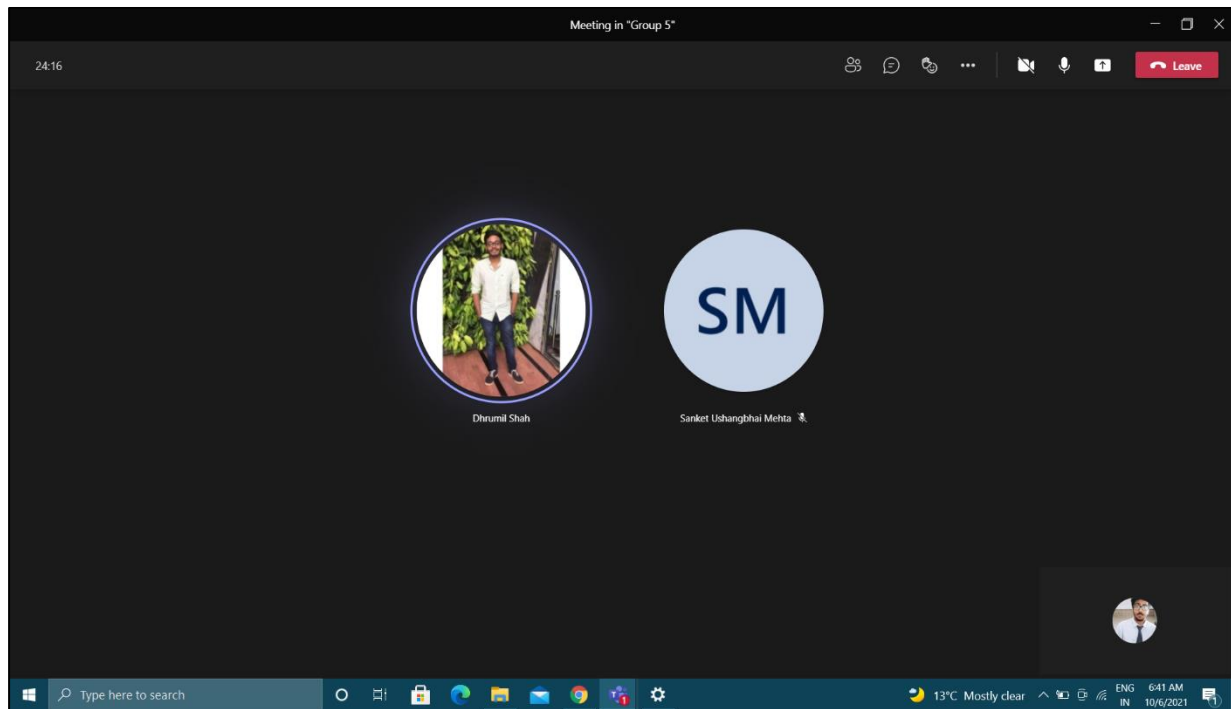 Meeting in "Group 5"
24:16
Leave
SM
Dhrumil Shah
Sanket Ushangbhai Mehta
Type here to search
13°C Mostly clear
ENG
IN
6:41 AM
10/6/2021